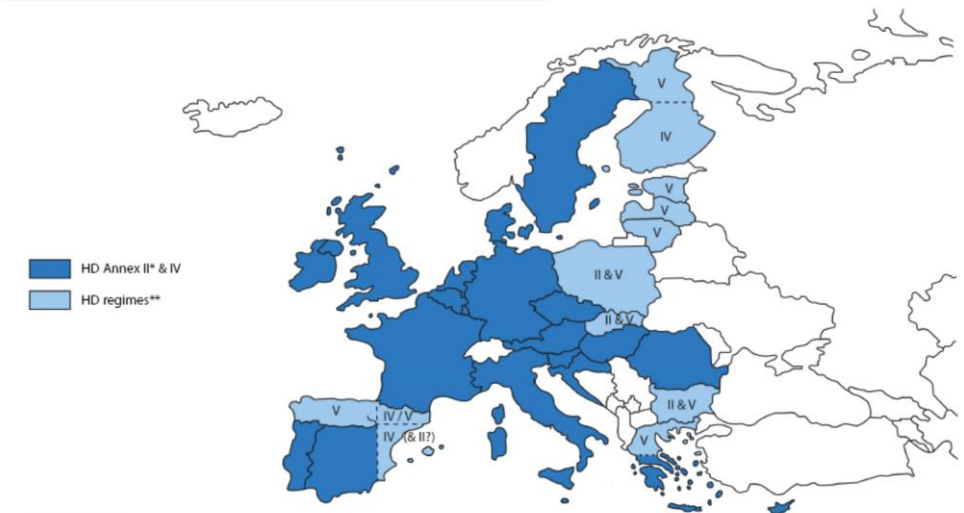 V
IV
V
V
V
HD Annex II* & IV
II & V
HD regimes**
II & V
V
IV / V
II & V
IV (& II?)
V